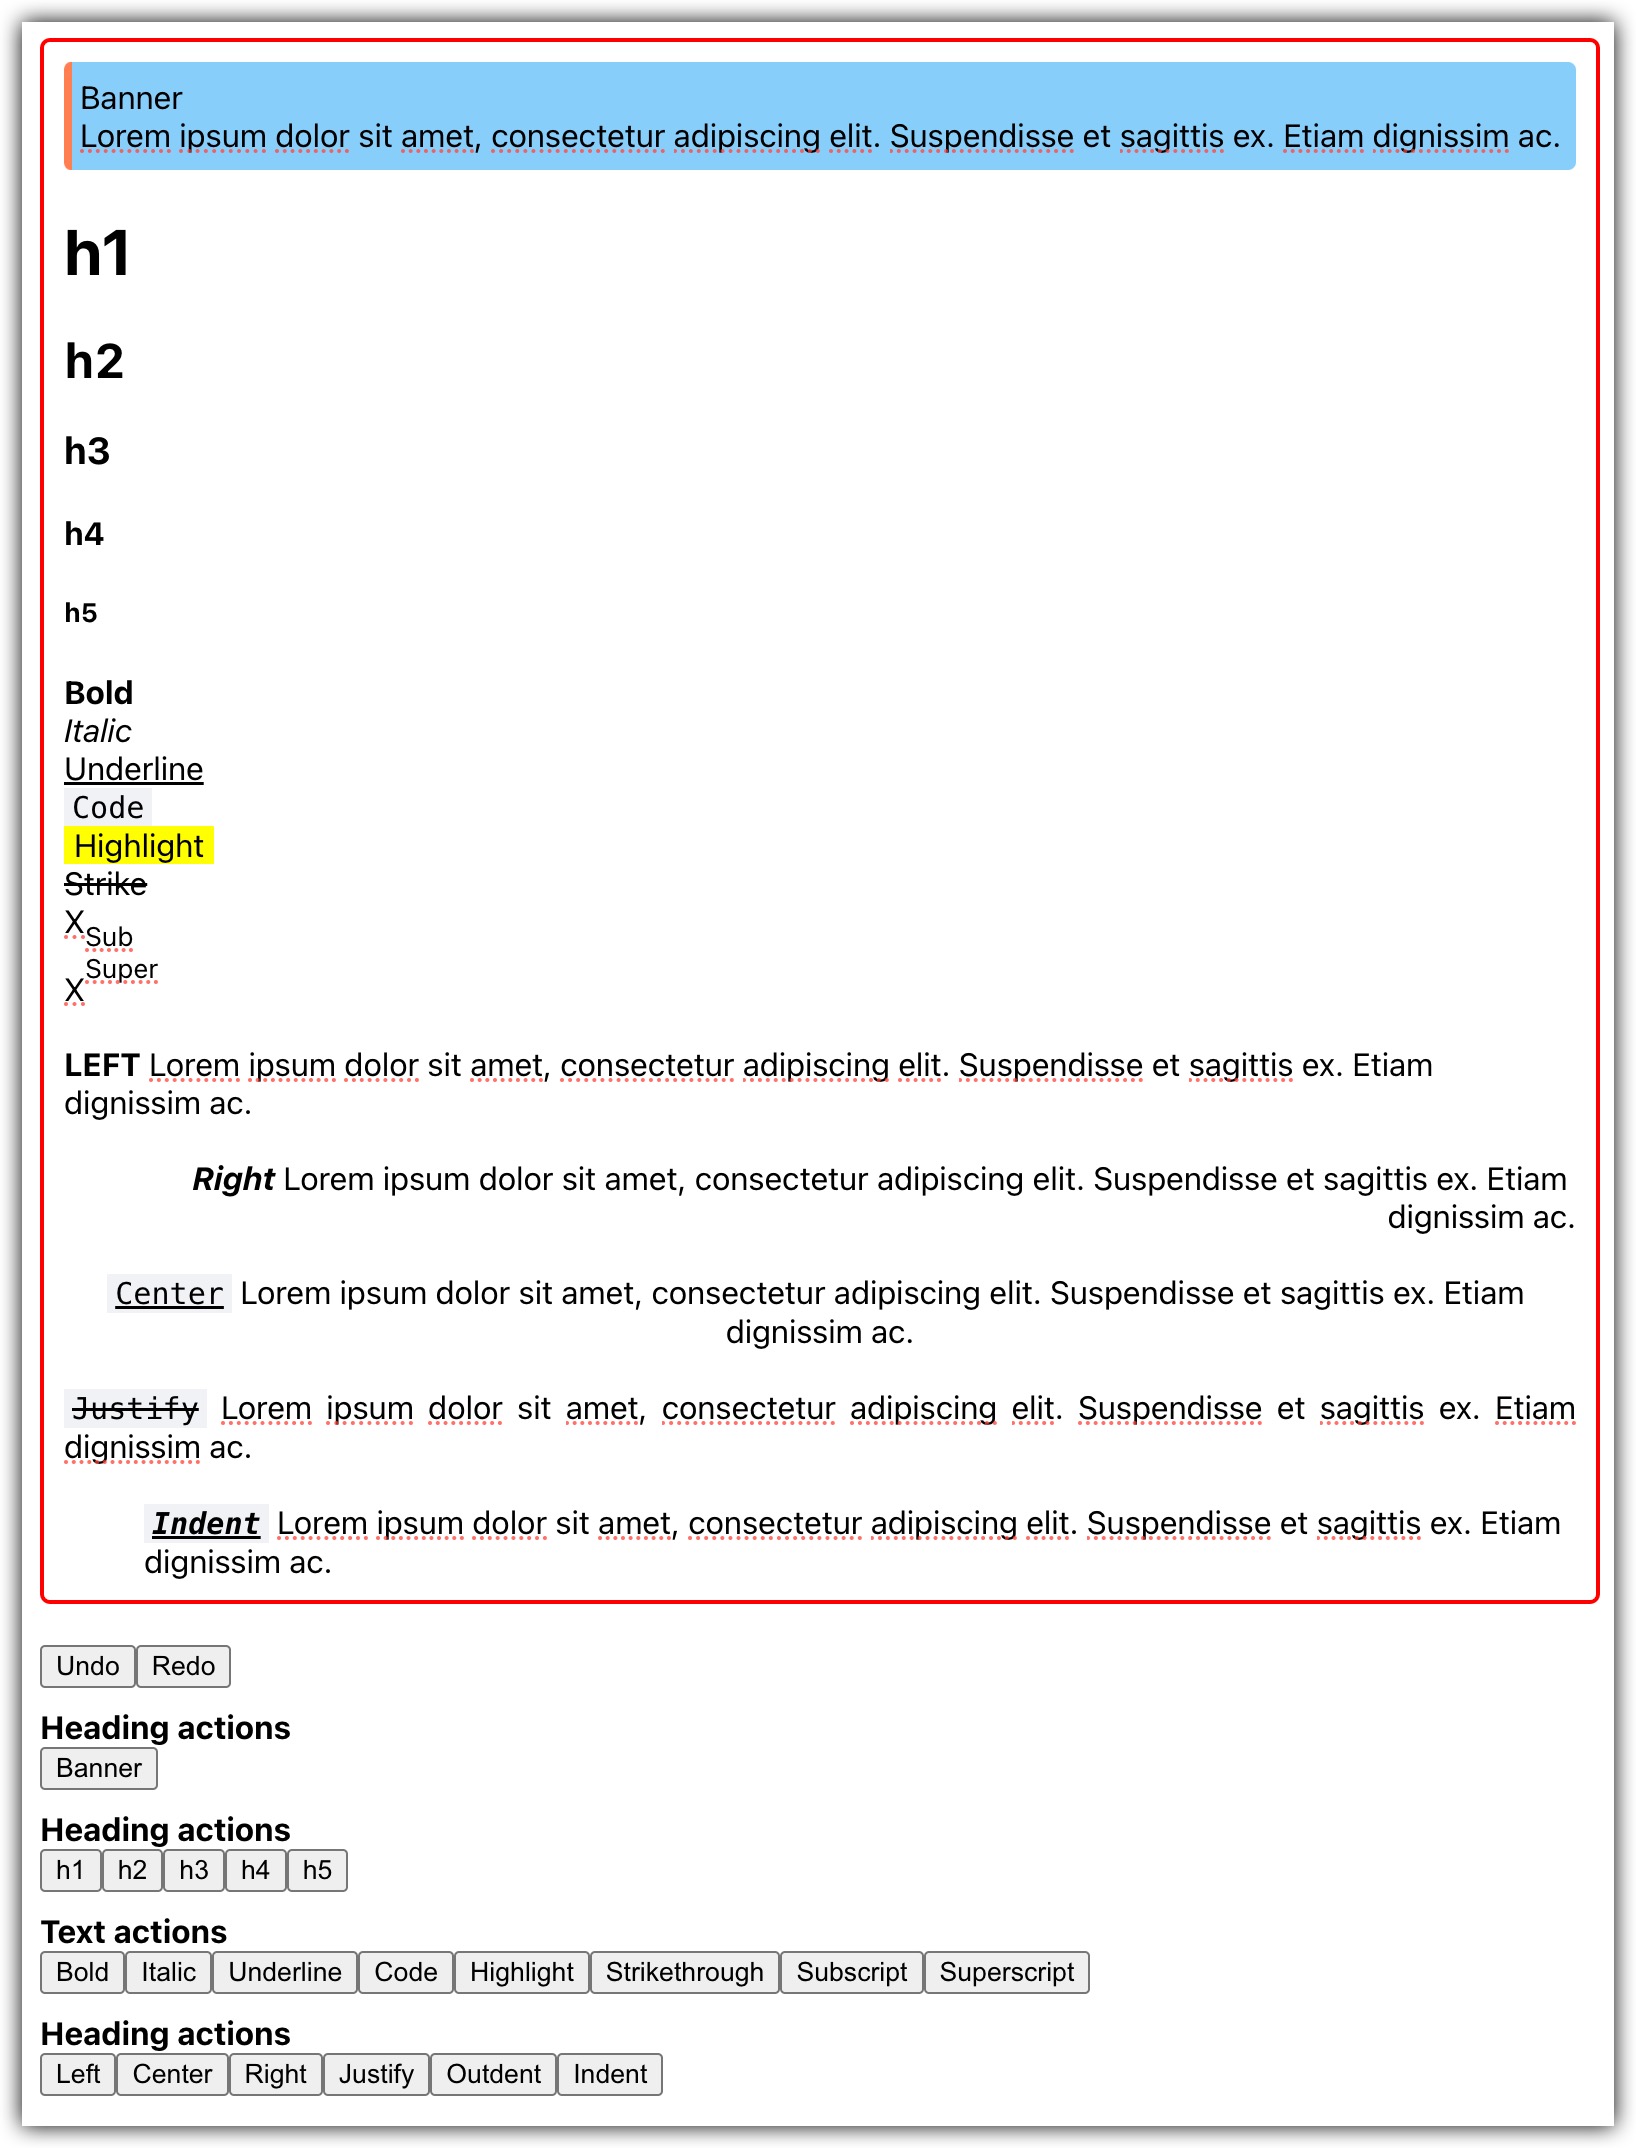 Banner
Lorem ipsum dolor sit amet, consectetur adipiscing elit. Suspendisse et sagittis ex. Etiam dignissim ac.
h1
h2
h3
h4
h5
Bold
Italic
Underline
Code
Highlight
Strike
XSub
XSuper
LEFT Lorem ipsum dolor sit amet, consectetur adipiscing elit. Suspendisse et sagittis ex. Etiam
dignissim ac.
Right Lorem ipsum dolor sit amet, consectetur adipiscing elit. Suspendisse et sagittis ex. Etiam
dignissim ac.
Center Lorem ipsum dolor sit amet, consectetur adipiscing elit. Suspendisse et sagittis ex. Etiam
dignissim ac.
Justify Lorem ipsum dolor sit amet, consectetur adipiscing elit. Suspendisse et sagittis ex. Etiam
dignissim ac.
Indent Lorem ipsum dolor sit amet, consectetur adipiscing elit. Suspendisse et sagittis ex. Etiam
dignissim ac.
Undo Redo
Heading actions
Banner
Heading actions
h1 h2 h3 h4 h5
Text actions
Bold Italic Underline Code Highlight Strikethrough Subscript Superscript
Heading actions
Left Center Right Justify Outdent Indent